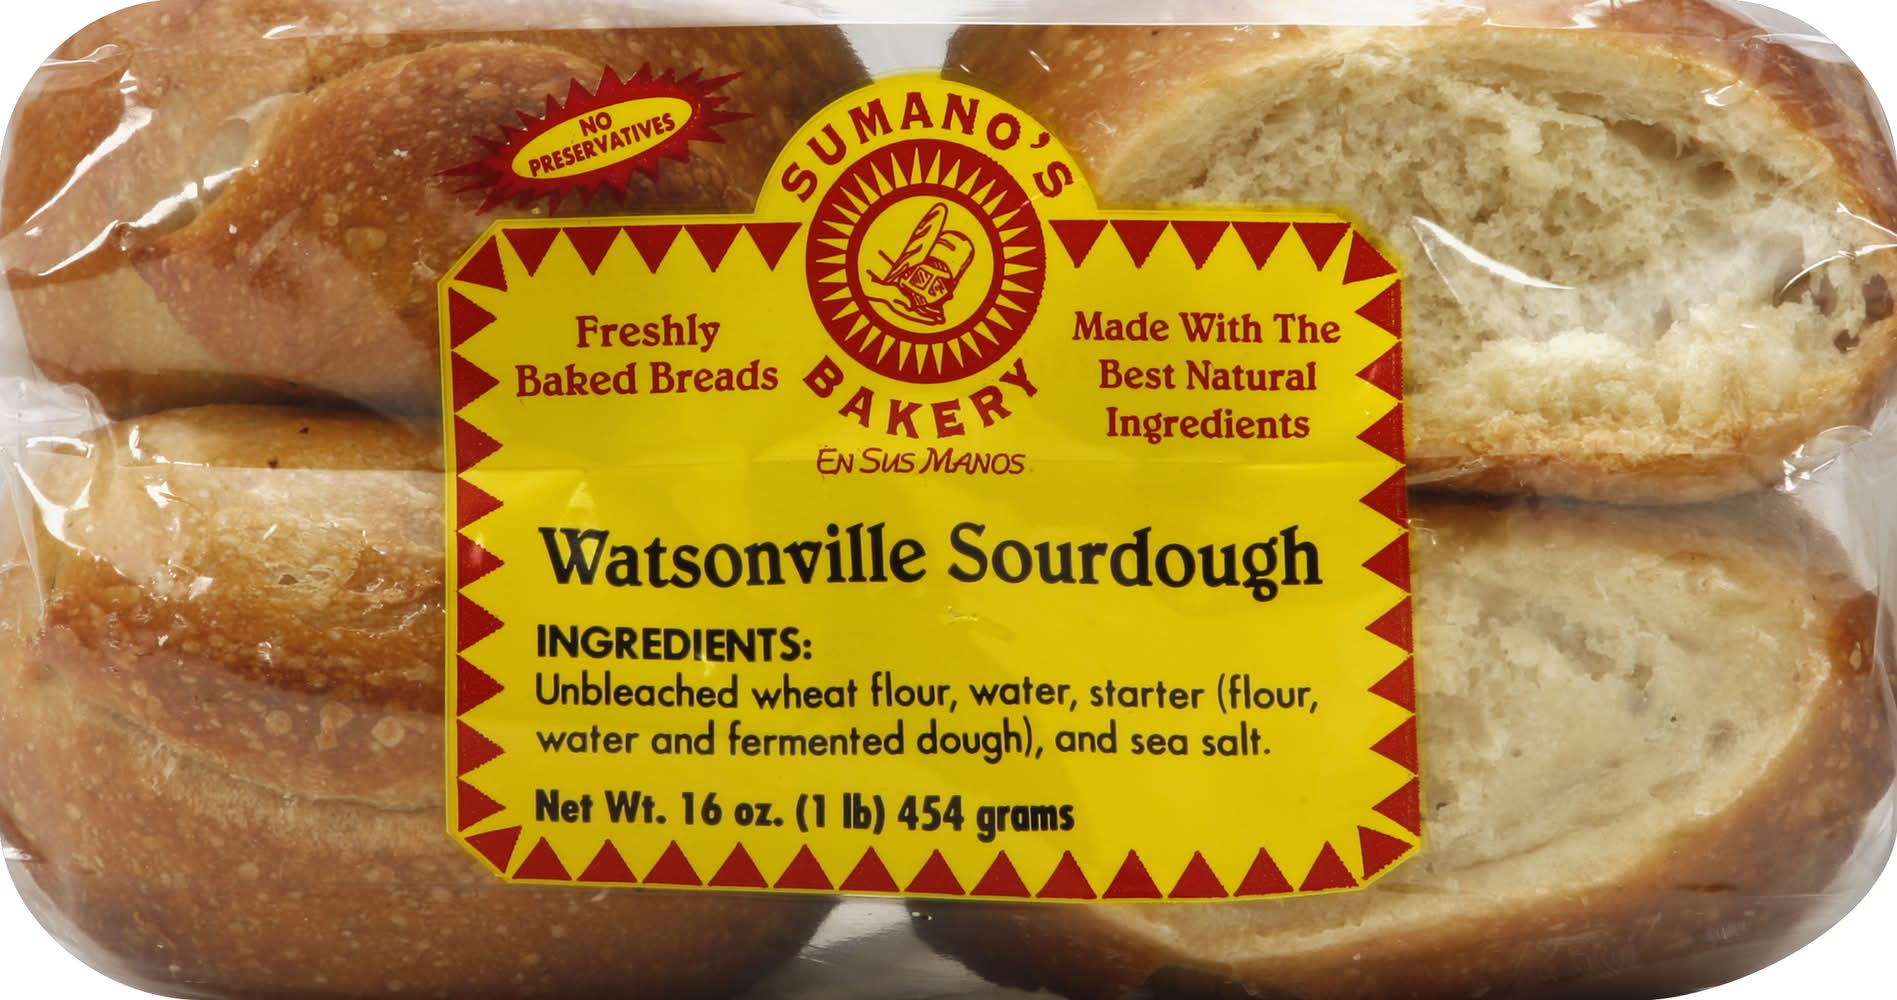 NO
PRESERVATIVES
SUMANO'S
BAKERY
EN SUS MANOS
Freshly
Baked Breads
Made With The
Best Natural
Ingredients
Watsonville Sourdough
INGREDIENTS:
Unbleached wheat flour, water, starter (flour,
water and fermented dough), and sea salt.
Net Wt. 16 oz. (1 lb) 454 grams